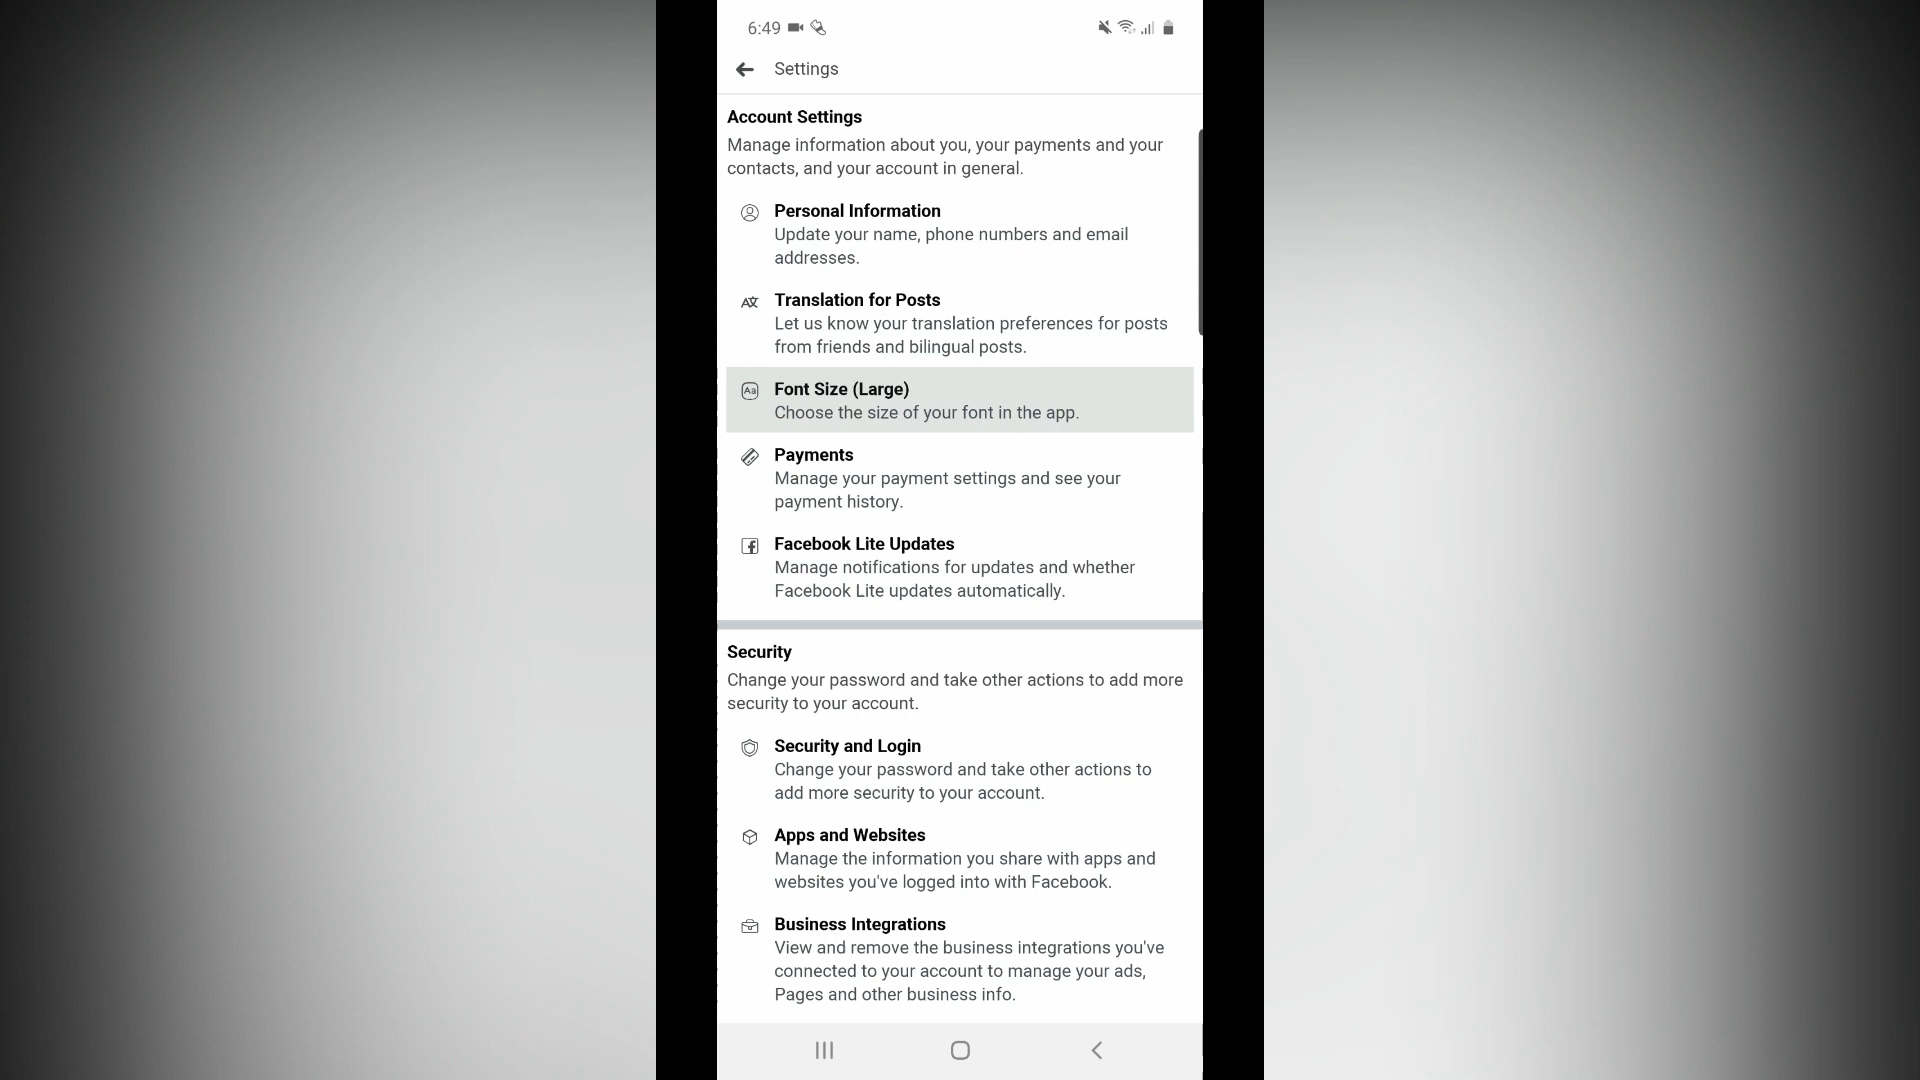 6:49
Settings
Account Settings
Manage information about you, your payments and your
contacts, and your account in general.
Personal Information
Update your name, phone numbers and email
addresses.
Translation for Posts
Let us know your translation preferences for posts
from friends and bilingual posts.
Aa
Font Size (Large)
Choose the size of your font in the app.
Payments
Manage your payment settings and see your
payment history.
Facebook Lite Updates
Manage notifications for updates and whether
Facebook Lite updates automatically.
Security
Change your password and take other actions to add more
security to your account.
Security and Login
Change your password and take other actions to
add more security to your account.
Apps and Websites
Manage the information you share with apps and
websites you've logged into with Facebook.
Business Integrations
View and remove the business integrations you've
connected to your account to manage your ads,
Pages and other business info.